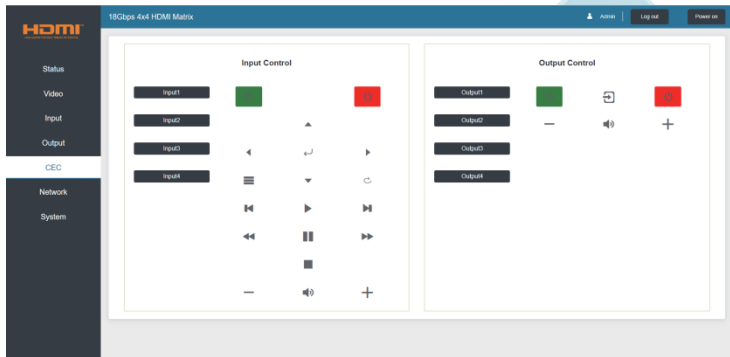 HDMI
18Gbps 4x4 HDMI Matrix
Admin
Log out
Power on
Status
Video
Input
Output
CEC
Network
System
Input Control
Input1
Input2
Input3
Input4
Output Control
Output1
Output2
Output3
Output4